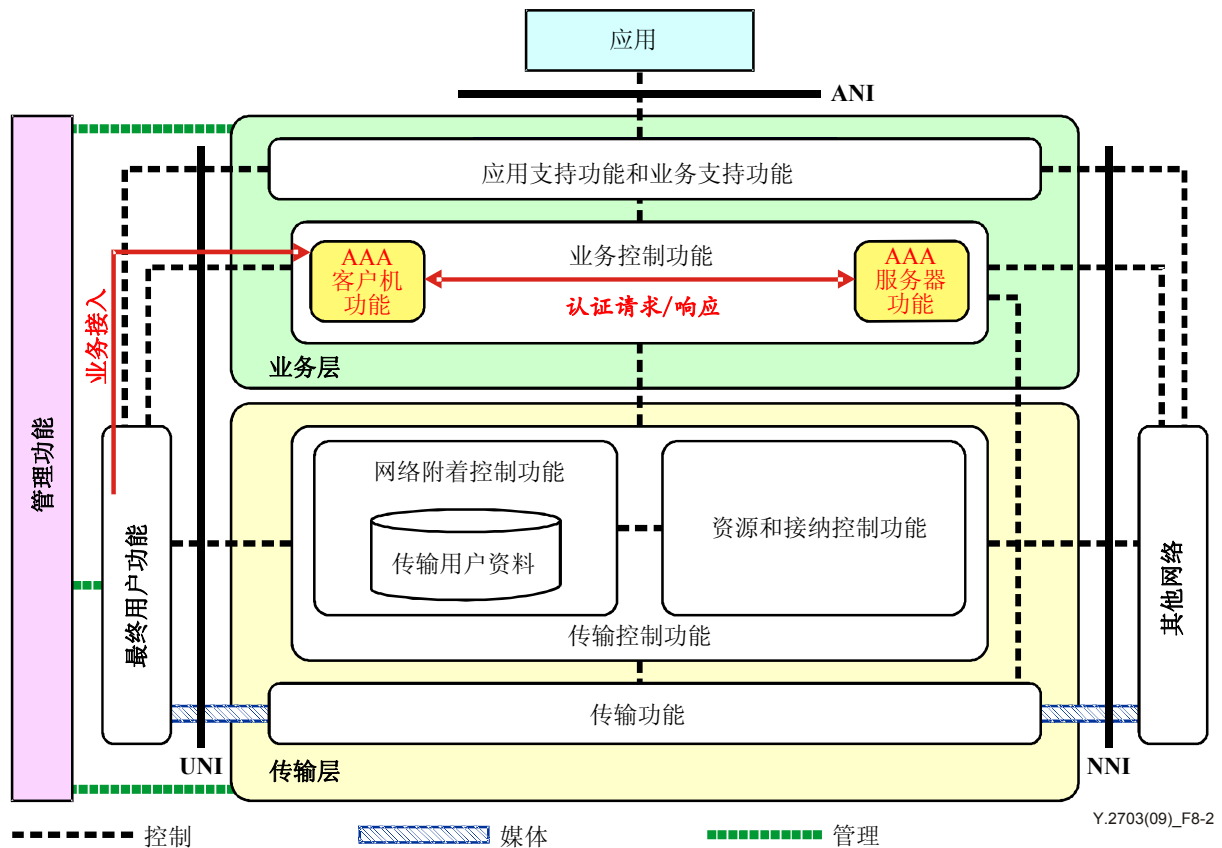 应用
ANI
应用支持功能和业务支持功能
业务控制功能
AAA
客户机
功能
AAA
服务器
功能
认证请求/响应
业务层
业务接入
管理功能
最终用户功能
网络附着控制功能
传输用户资料
资源和接纳控制功能
传输控制功能
其他网络
传输功能
UNI
传输层
NNI
控制
媒体
管理
Y.2703(09)_F8-2